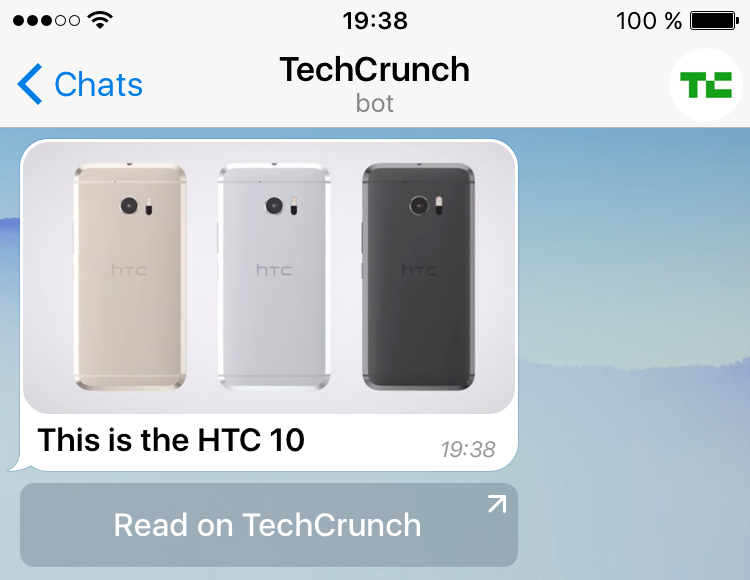 19:38
100 %
Chats
TechCrunch
bot
TC
hTC
hTC
hTC
This is the HTC 10
19:38
Read on TechCrunch